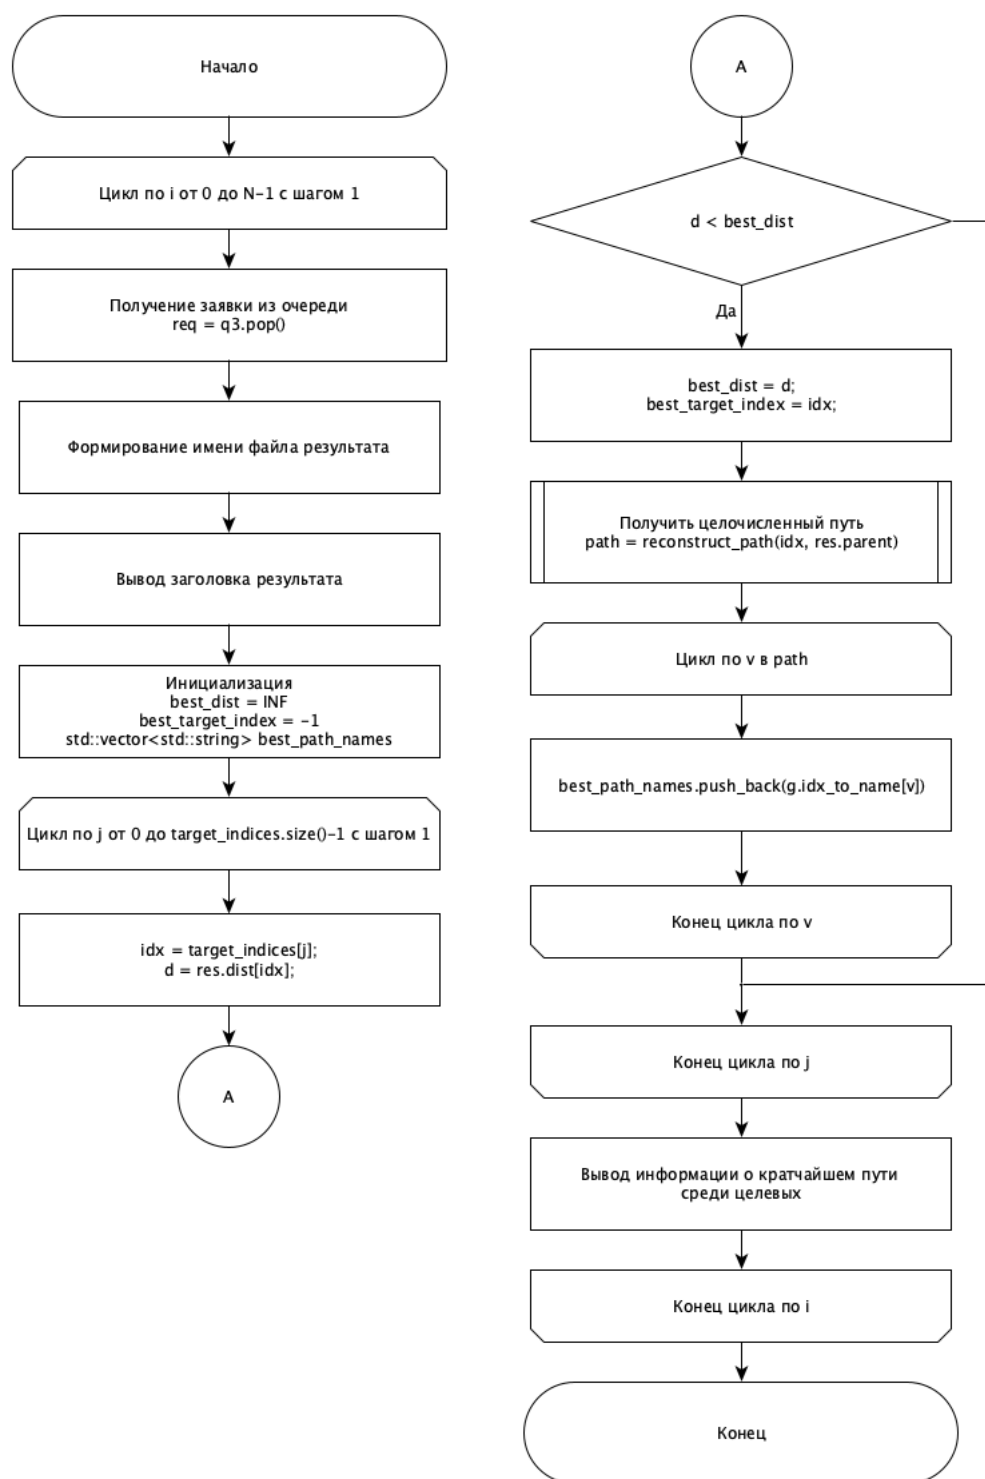 Начало
Цикл по i от 0 до N-1 с шагом 1
Получение заявки из очереди
req = q3.pop()
Формирование имени файла результата
Вывод заголовка результата
Инициализация
best_dist = INF
best_target_index = -1
std::vector<std::string> best_path_names
Цикл по j от 0 до target_indices.size()-1 с шагом 1
idx = target_indices[j];
d = res.dist[idx];
A
A
d < best_dist
Да
best_dist = d;
best_target_index = idx;
Получить целочисленный путь
path = reconstruct_path(idx, res.parent)
Цикл по v в path
best_path_names.push_back(g.idx_to_name[v])
Конец цикла по v
Конец цикла по j
Вывод информации о кратчайшем пути
среди целевых
Конец цикла по i
Конец